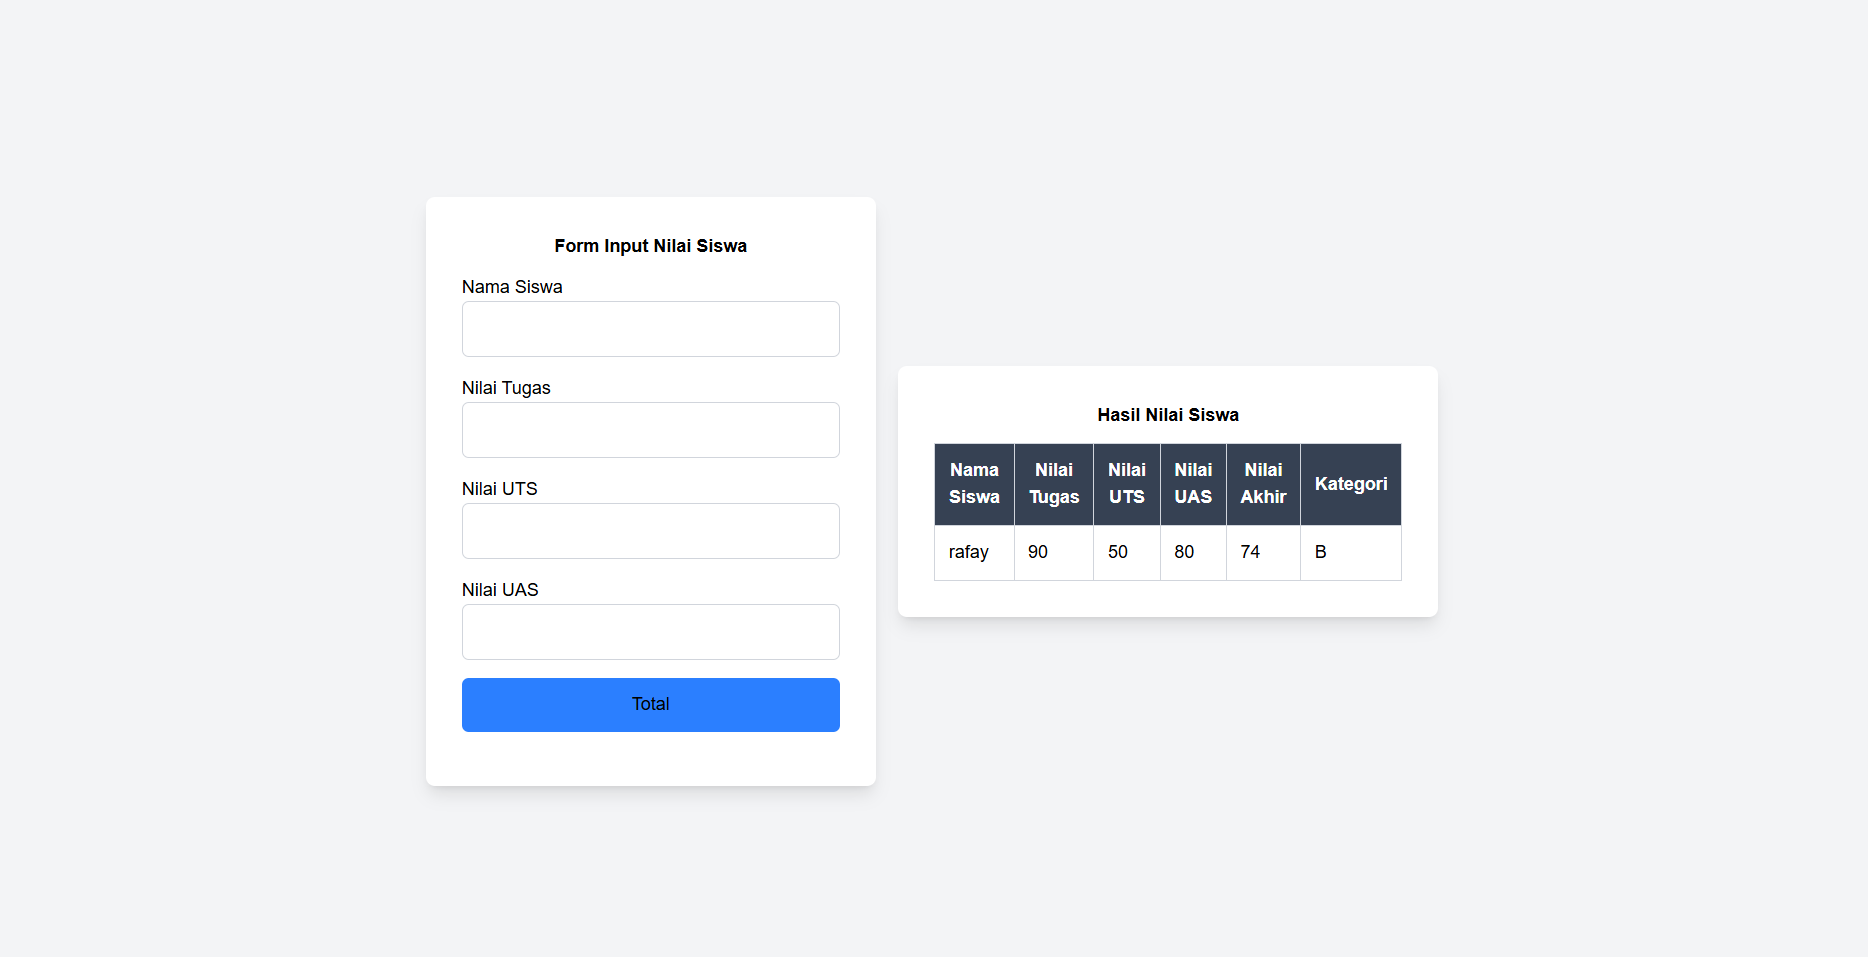 Form Input Nilai Siswa
Nama Siswa
Nilai Tugas
Nilai UTS
Nilai UAS
Total
Hasil Nilai Siswa
Nama Siswa Nilai Tugas Nilai UTS Nilai UAS Nilai Akhir Kategori
rafay 90 50 80 74 B